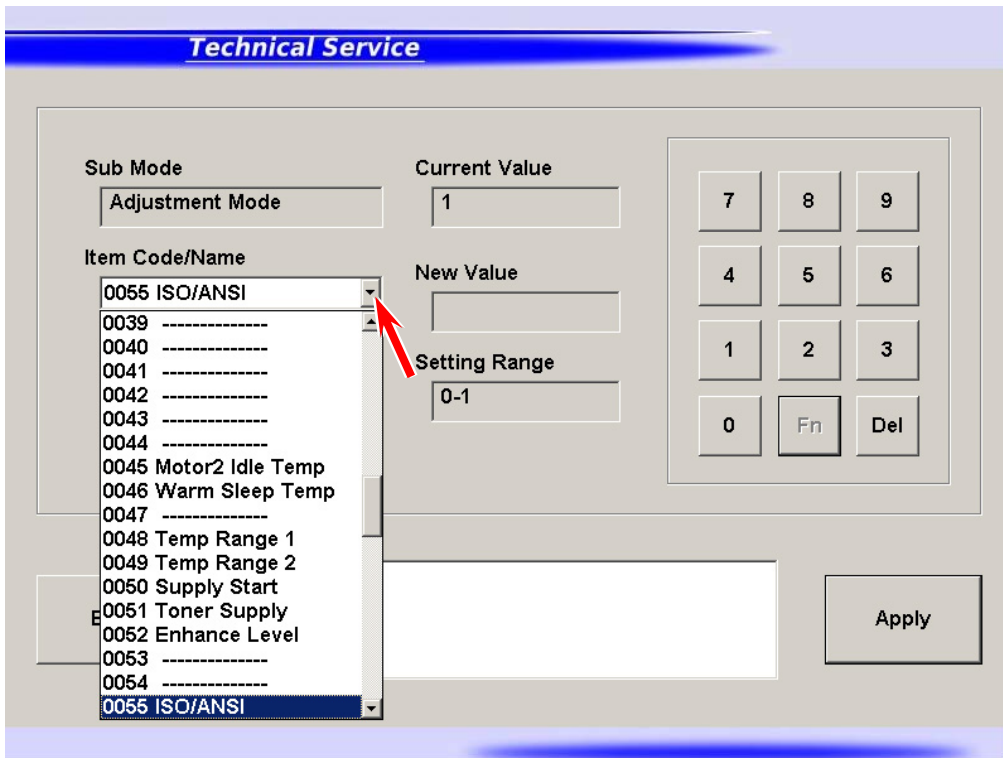 Technical Service
Sub Mode
Adjustment Mode
Item Code/Name
0055 ISO/ANSI
0039 --------------
0040 --------------
0041 --------------
0042 --------------
0043 --------------
0044 --------------
0045 Motor2 Idle Temp
0046 Warm Sleep Temp
0047 --------------
0048 Temp Range 1
0049 Temp Range 2
0050 Supply Start
0051 Toner Supply
0052 Enhance Level
0053 --------------
0054 --------------
0055 ISO/ANSI
Current Value
1
New Value
Setting Range
0-1
7 8 9
4 5 6
1 2 3
0 Fn Del
Apply